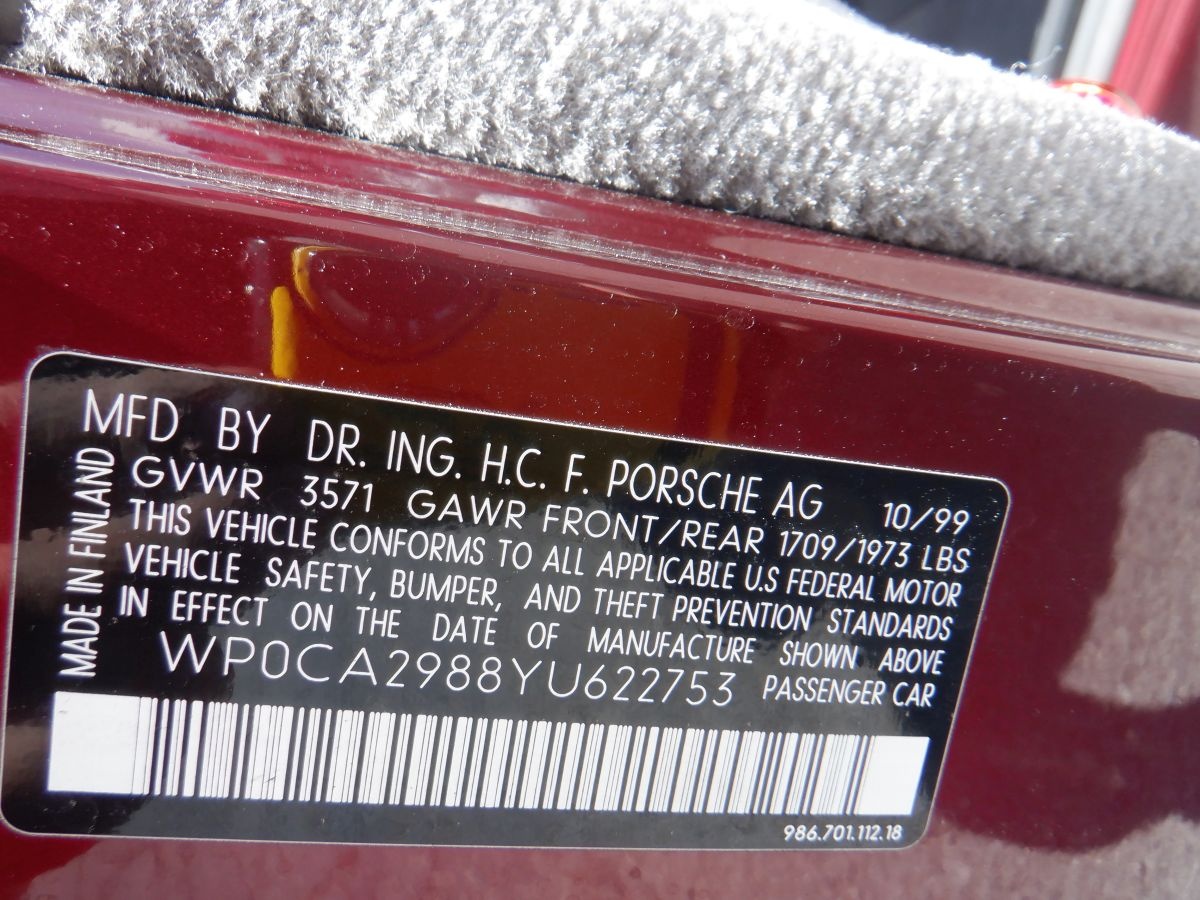 MFD BY DR. ING. H.C. F. PORSCHE AG 10/99
GVWR 3571 GAWR FRONT/REAR 1709/1973 LBS
THIS VEHICLE CONFORMS TO ALL APPLICABLE U.S FEDERAL MOTOR
VEHICLE SAFETY, BUMPER, AND THEFT PREVENTION STANDARDS
IN EFFECT ON THE DATE OF MANUFACTURE SHOWN ABOVE
WP0CA2988YU622753 PASSENGER CAR
MADE IN FINLAND
986.701.112.18